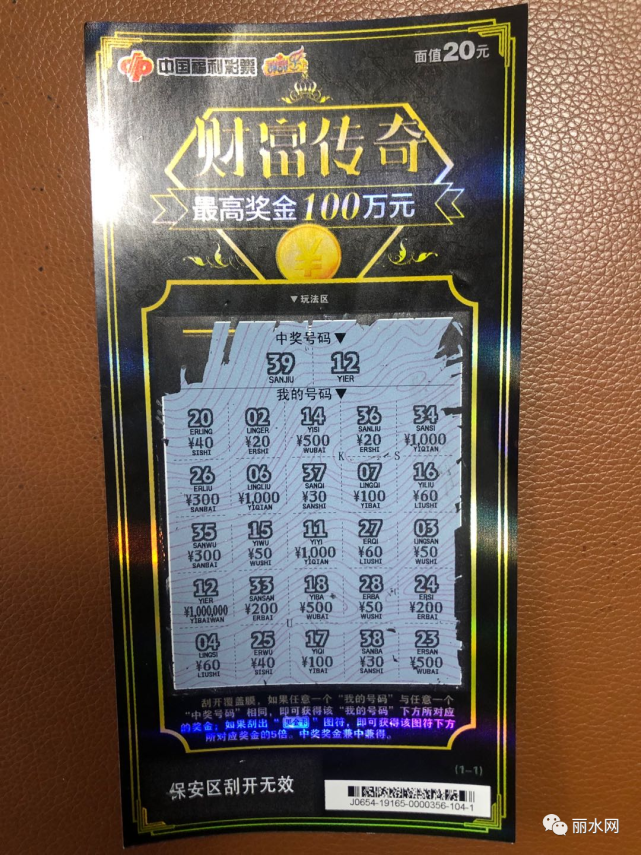 中国福利彩票 刮刮乐
面值20元
财富传奇
最高奖金100万元
¥
▼玩法区
中奖号码▼
39 12
SANJIU YIER
我的号码▼
20 02 14 36 34
ERLING LINGER YISI SANLIU SANSI
¥40 ¥20 ¥500 ¥20 ¥1,000
SISHI ERSHI WUBAI ERSHI YIQIAN
K S
26 06 37 07 16
ERLIU LINGLIU SANQI LINGQI YILIU
¥300 ¥1,000 ¥30 ¥100 ¥60
SANBAI YIQIAN SANSHI YIBAI LIUSHI
35 15 11 27 03
SANWU YIWU YIYI ERQI LINGSAN
¥300 ¥50 ¥1,000 ¥60 ¥50
SANBAI WUSHI YIQIAN LIUSHI WUSHI
12 33 18 28 24
YIER SANSAN YIBA ERBA ERSI
¥1,000,000 ¥200 ¥500 ¥50 ¥200
YIBAIWAN ERBAI WUBAI WUSHI ERBAI
U
04 25 17 38 23
LINGSI ERWU YIQI SANBA ERSAN
¥60 ¥40 ¥100 ¥30 ¥500
LIUSHI SISHI YIBAI SANSHI WUBAI
刮开覆盖膜，如果任意一个“我的号码”与任意一个
“中奖号码”相同，即可获得该“我的号码”下方所对应
的奖金；如果刮出“”图符，即可获得该图符下方
所对应奖金的5倍。中奖奖金兼中兼得。
(1-1)
保安区刮开无效
J0654-19165-0000356-104-1
丽水网